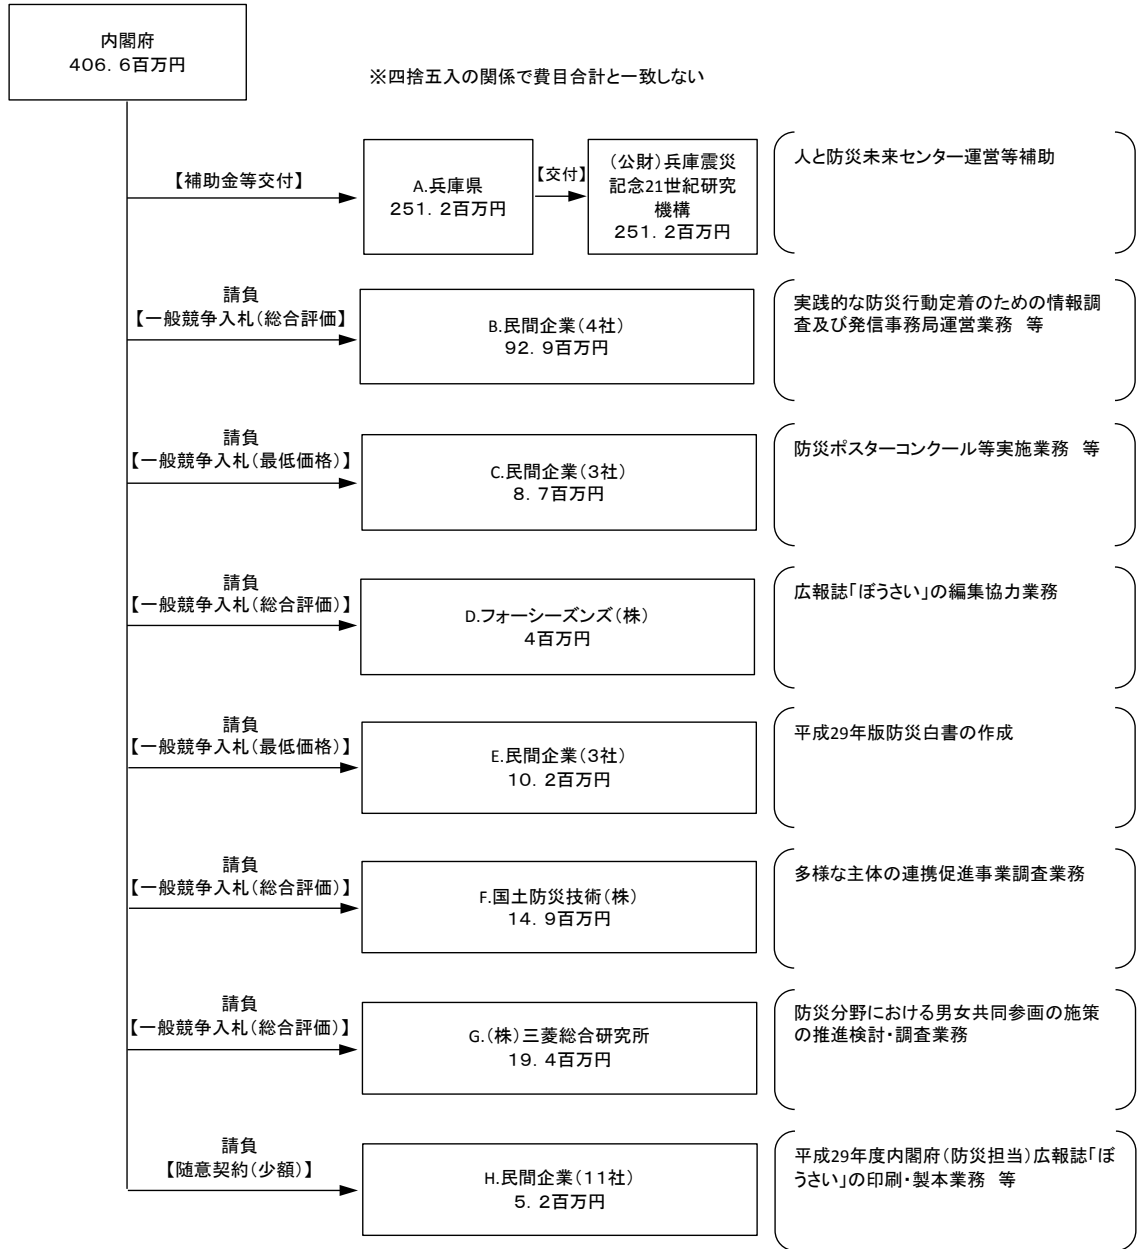 内閣府
406．6百万円
※四捨五入の関係で費目合計と一致しない
【補助金等交付】
A.兵庫県
251．2百万円
【交付】
（公財）兵庫震災
記念21世紀研究
機構
251．2百万円
人と防災未来センター運営等補助
請負
【一般競争入札（総合評価】
B.民間企業（4社）
92．9百万円
実践的な防災行動定着のための情報調
査及び発信事務局運営業務　等
請負
【一般競争入札（最低価格）】
C.民間企業（3社）
8．7百万円
防災ポスターコンクール等実施業務　等
請負
【一般競争入札（総合評価）】
D.フォーシーズンズ（株）
4百万円
広報誌「ぼうさい」の編集協力業務
請負
【一般競争入札（最低価格）】
E.民間企業（3社）
10．2百万円
平成29年版防災白書の作成
請負
【一般競争入札（総合評価）】
F.国土防災技術（株）
14．9百万円
多様な主体の連携促進事業調査業務
請負
【一般競争入札（総合評価）】
G.（株）三菱総合研究所
19．4百万円
防災分野における男女共同参画の施策
の推進検討・調査業務
請負
【随意契約（少額）】
H.民間企業（11社）
5．2百万円
平成29年度内閣府（防災担当）広報誌「ぼ
うさい」の印刷・製本業務　等